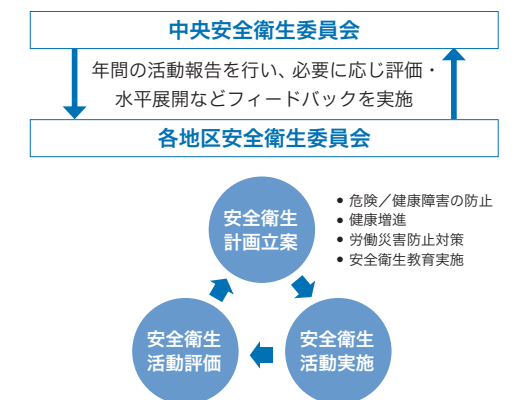 中央安全衛生委員会
年間の活動報告を行い、必要に応じ評価・
水平展開などフィードバックを実施
各地区安全衛生委員会
安全衛生
計画立案
• 危険／健康障害の防止
• 健康増進
• 労働災害防止対策
• 安全衛生教育実施
安全衛生
活動評価
安全衛生
活動実施